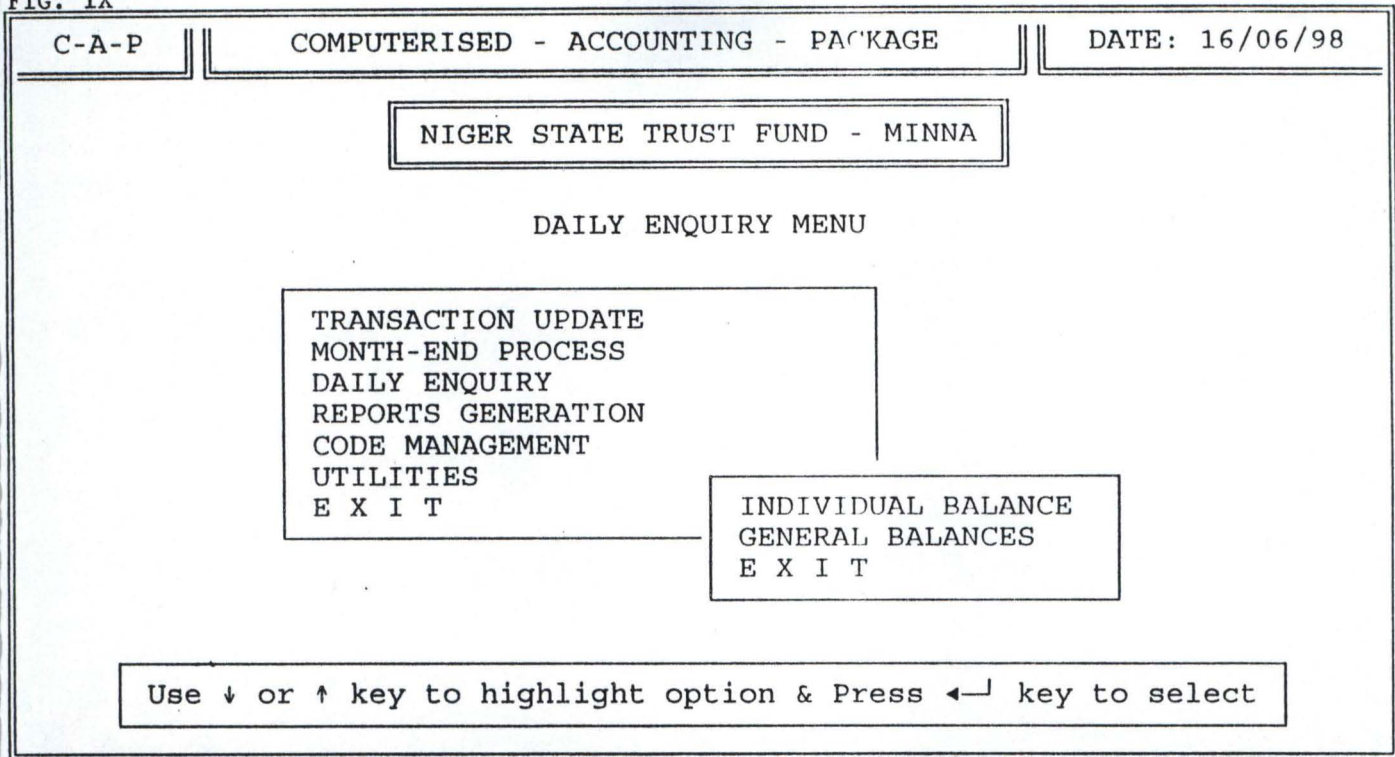 FIG. IX
C-A-P COMPUTERISED - ACCOUNTING - PACKAGE DATE: 16/06/98
NIGER STATE TRUST FUND - MINNA
DAILY ENQUIRY MENU
TRANSACTION UPDATE
MONTH-END PROCESS
DAILY ENQUIRY
REPORTS GENERATION
CODE MANAGEMENT
UTILITIES
E X I T
INDIVIDUAL BALANCE
GENERAL BALANCES
E X I T
Use ↓ or ↑ key to highlight option & Press ◄─┘ key to select